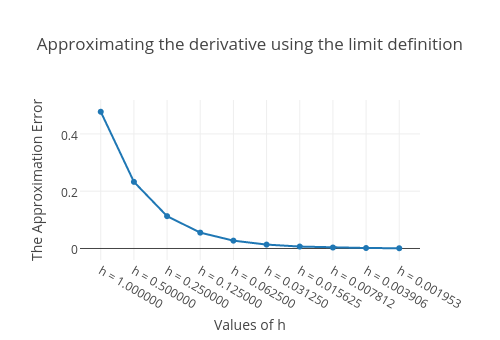 Approximating the derivative using the limit definition
The Approximation Error
0.4
0.2
0
h = 1.000000
h = 0.500000
h = 0.250000
h = 0.125000
h = 0.062500
h = 0.031250
h = 0.015625
h = 0.007812
h = 0.003906
h = 0.001953
Values of h